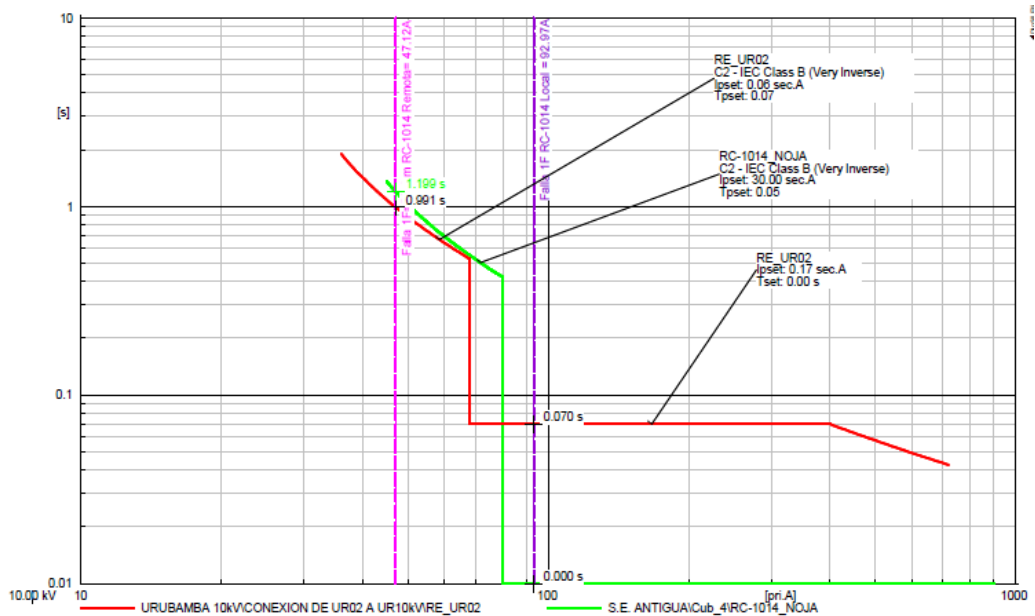 10
[s]
1
0.1
0.01
10.00 kV
10
100
[pri.A]
1000
Falla 1F m RC-1014 Remota= 47.12A
Falla 1F RC-1014 Local = 92.97A
1.199 s
0.991 s
RE_UR02
C2 - IEC Class B (Very Inverse)
Ipset: 0.06 sec.A
Tpset: 0.07
RC-1014_NOJA
C2 - IEC Class B (Very Inverse)
Ipset: 30.00 sec.A
Tpset: 0.05
RE_UR02
Ipset: 0.17 sec.A
Tset: 0.00 s
0.070 s
0.000 s
URUBAMBA 10kV\CONEXION DE UR02 A UR10kV\RE_UR02
S.E. ANTIGUA\Cub_4\RC-1014_NOJA